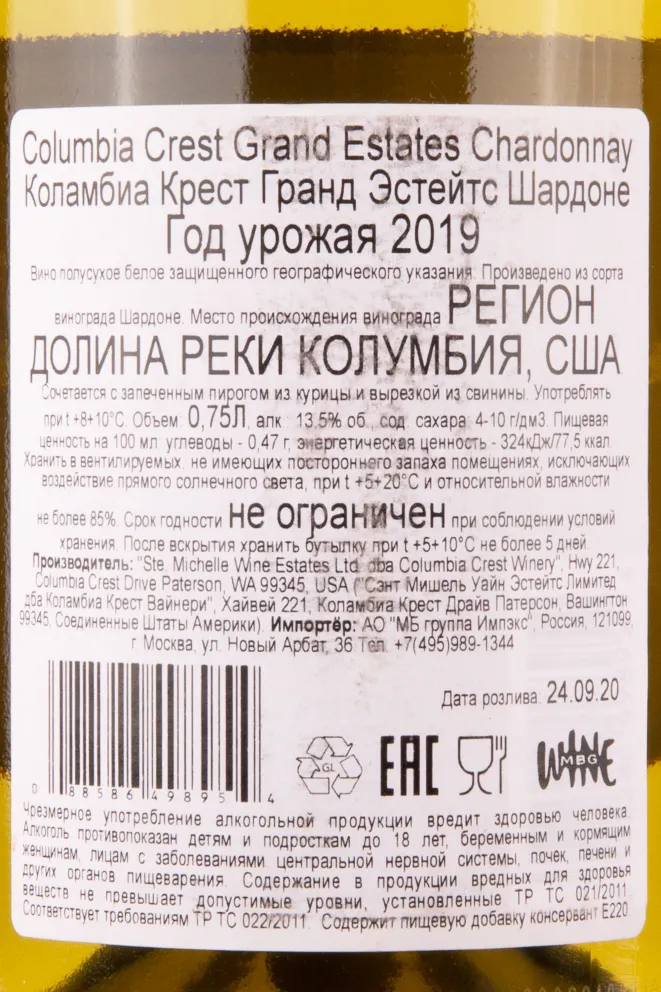 Columbia Crest Grand Estates Chardonnay
Коламбиа Крест Гранд Эстейтс Шардоне
Год урожая 2019
Вино полусухое белое защищенного географического указания. Произведено из сорта
винограда Шардоне. Место происхождения винограда РЕГИОН
ДОЛИНА РЕКИ КОЛУМБИЯ, США
Сочетается с запеченным пирогом из курицы и вырезкой из свинины. Употреблять
при t +8+10°С. Объем 0,75Л, алк. 13,5% об., сод. сахара: 4-10 г/дм3. Пищевая
ценность на 100 мл: углеводы - 0,47 г, энергетическая ценность - 324кДж/77,5 ккал.
Хранить в вентилируемых, не имеющих постороннего запаха помещениях, исключающих
воздействие прямого солнечного света, при t +5+20°С и относительной влажности
не более 85%. Срок годности не ограничен при соблюдении условий
хранения. После вскрытия хранить бутылку при t +5+10°С не более 5 дней.
Производитель: "Ste. Michelle Wine Estates Ltd. dba Columbia Crest Winery", Hwy 221,
Columbia Crest Drive Paterson, WA 99345, USA ("Сэнт Мишель Уайн Эстейтс Лимитед
дба Коламбиа Крест Вайнери", Хайвей 221, Коламбиа Крест Драйв Патерсон, Вашингтон
99345, Соединенные Штаты Америки). Импортёр: АО "МБ группа Импэкс", Россия, 121099,
г. Москва, ул. Новый Арбат, 36 Тел. +7(495)989-1344
Дата розлива: 24.09.20
0 88586 49895 4
GL
EAC
WINE
MBG
Чрезмерное употребление алкогольной продукции вредит здоровью человека.
Алкоголь противопоказан детям и подросткам до 18 лет, беременным и кормящим
женщинам, лицам с заболеваниями центральной нервной системы, почек, печени и
других органов пищеварения. Содержание в продукции вредных для здоровья
веществ не превышает допустимые уровни, установленные ТР ТС 021/2011.
Соответствует требованиям ТР ТС 022/2011. Содержит пищевую добавку консервант Е220.